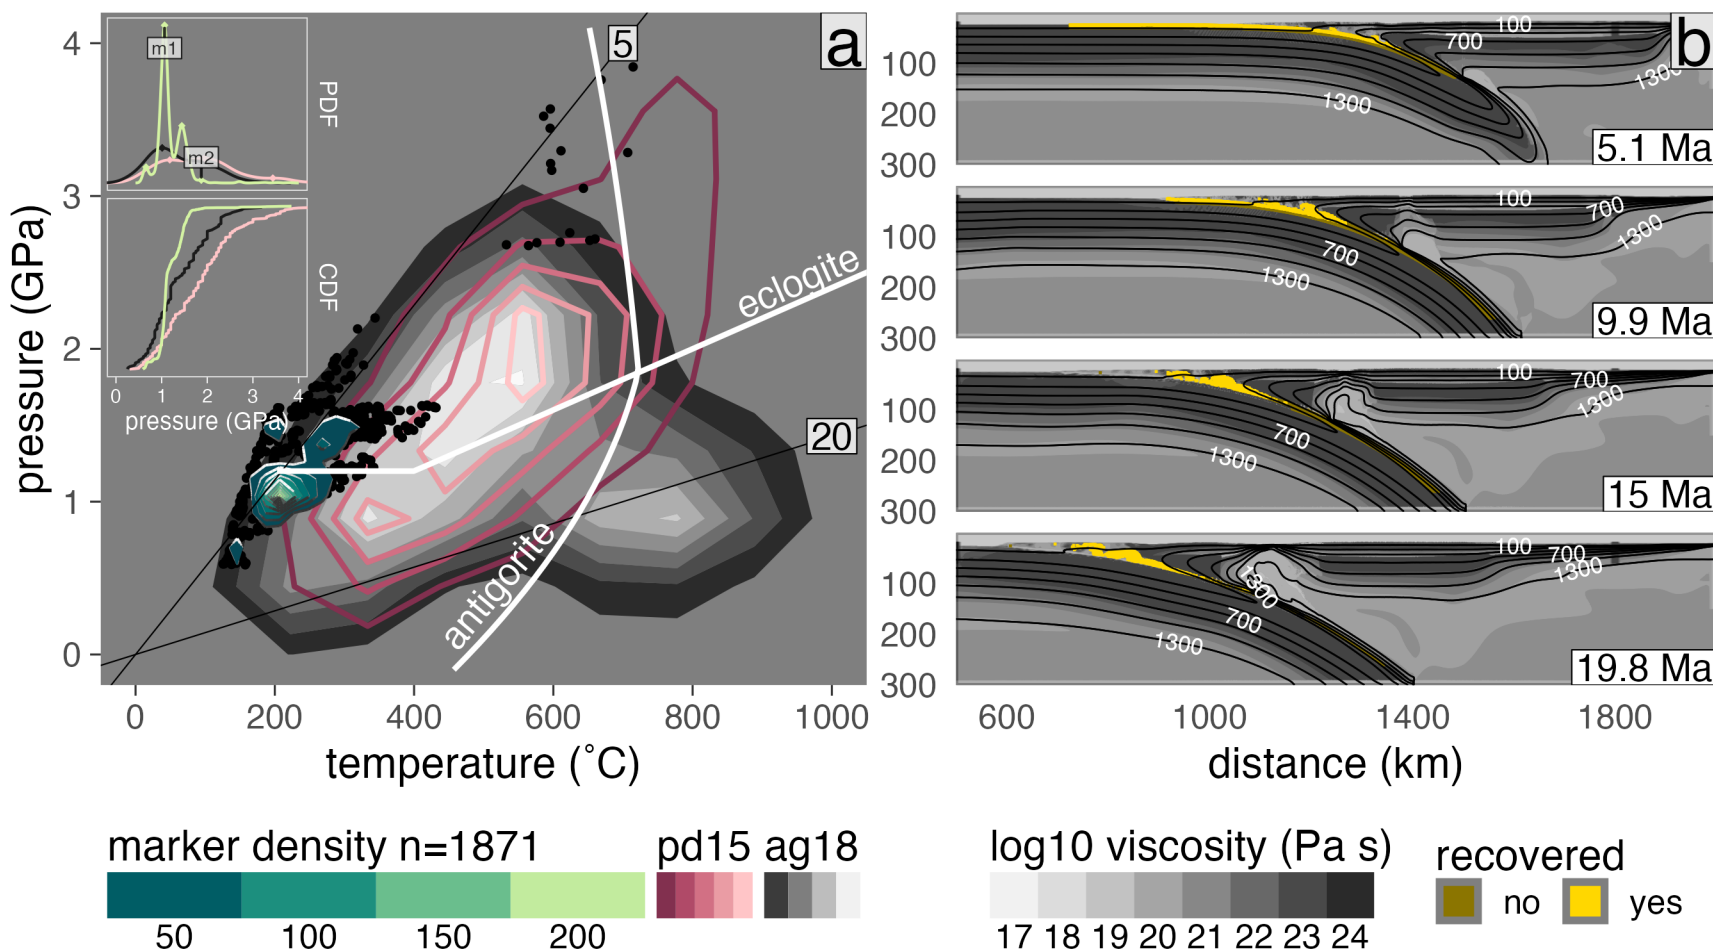 a
5
20
eclogite
antigorite
m1
m2
PDF
CDF
0 1 2 3 4
pressure (GPa)
4
3
2
1
0
pressure (GPa)
0 200 400 600 800 1000
temperature (˚C)
b
100
700
1300
1300
5.1 Ma
100
200
300
100
700
1300
700
1300
9.9 Ma
100
200
300
100
700
1300
700
1300
15 Ma
100
200
300
100
700
1300
1300
700
1300
19.8 Ma
100
200
300
600 1000 1400 1800
distance (km)
marker density n=1871
50 100 150 200
pd15 ag18
log10 viscosity (Pa s)
17 18 19 20 21 22 23 24
recovered
no yes